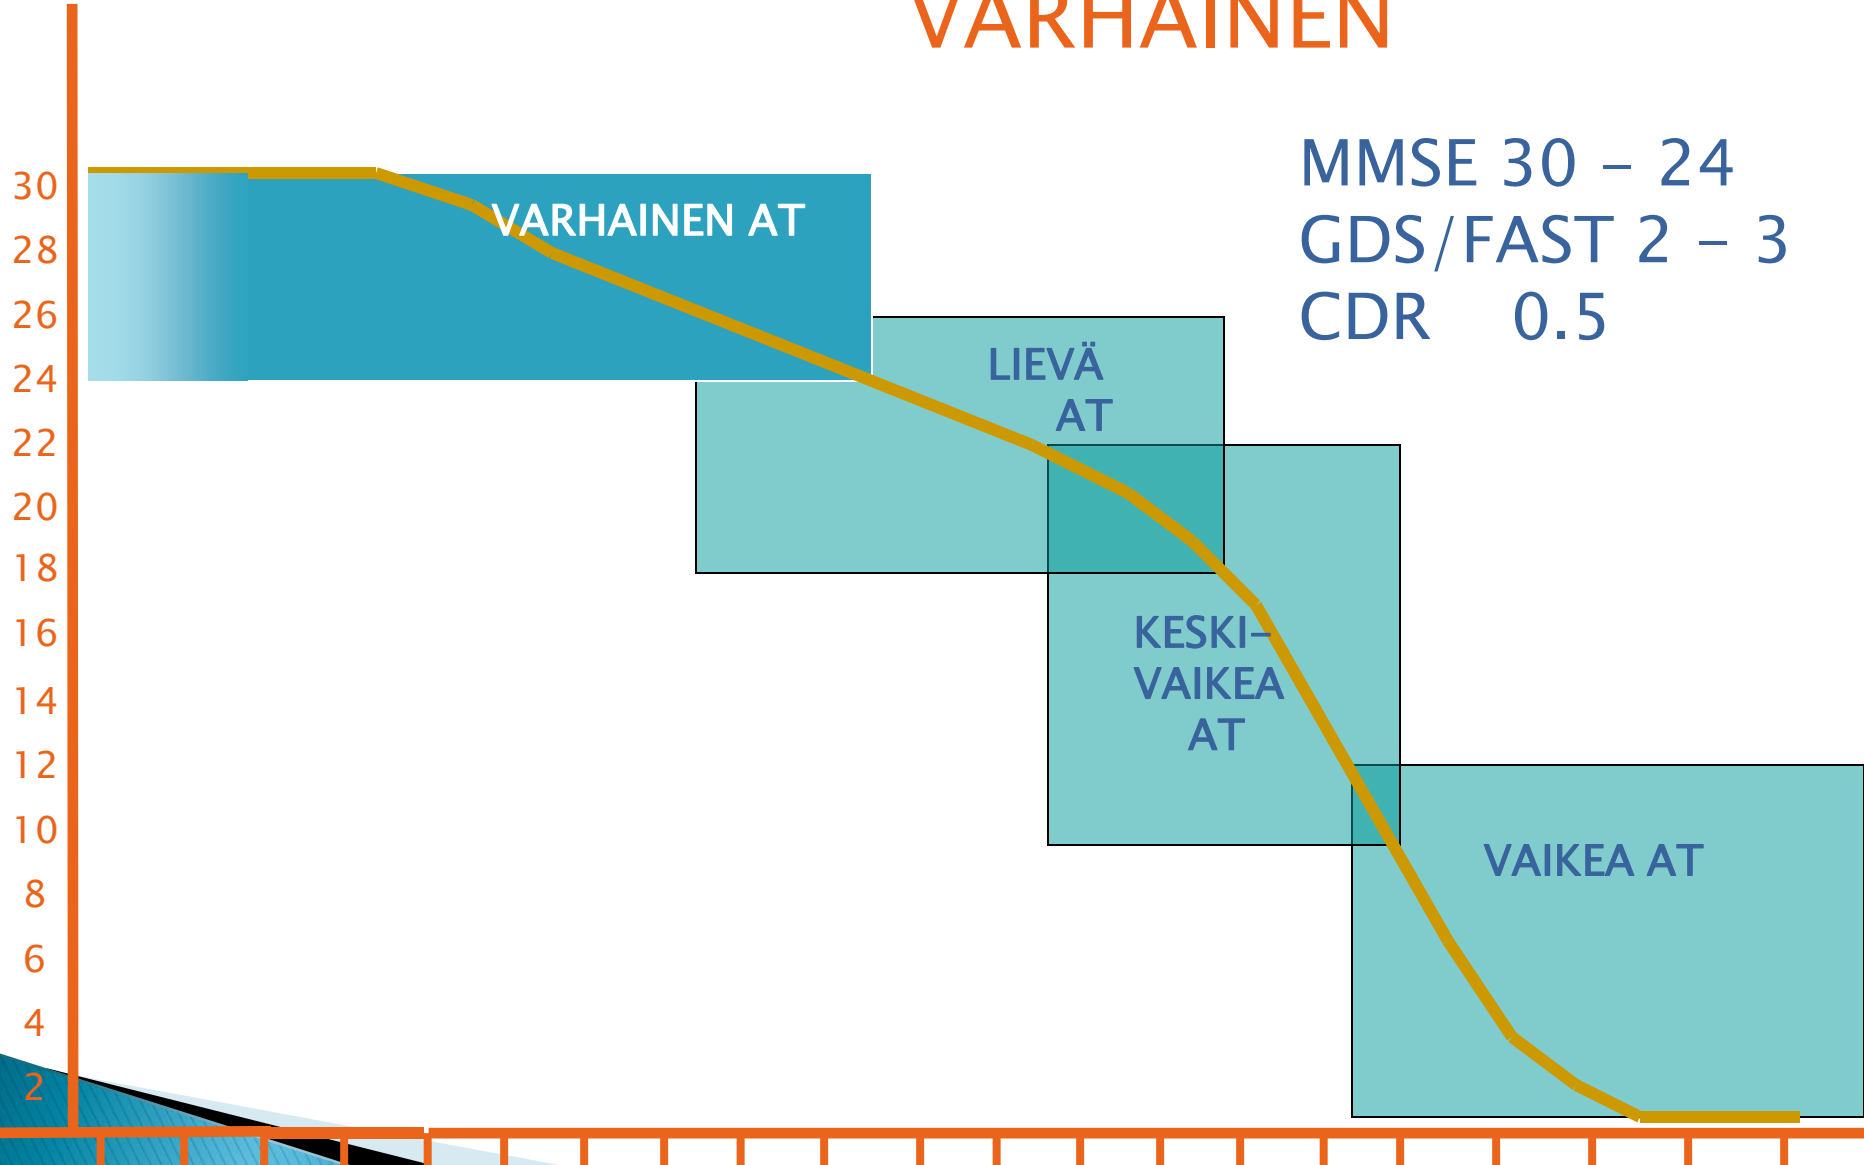 VARHAINEN
MMSE 30 – 24
GDS/FAST 2 – 3
CDR 0.5
30
28
26
24
22
20
18
16
14
12
10
8
6
4
2
VARHAINEN AT
LIEVÄ
AT
KESKI-
VAIKEA
AT
VAIKEA AT